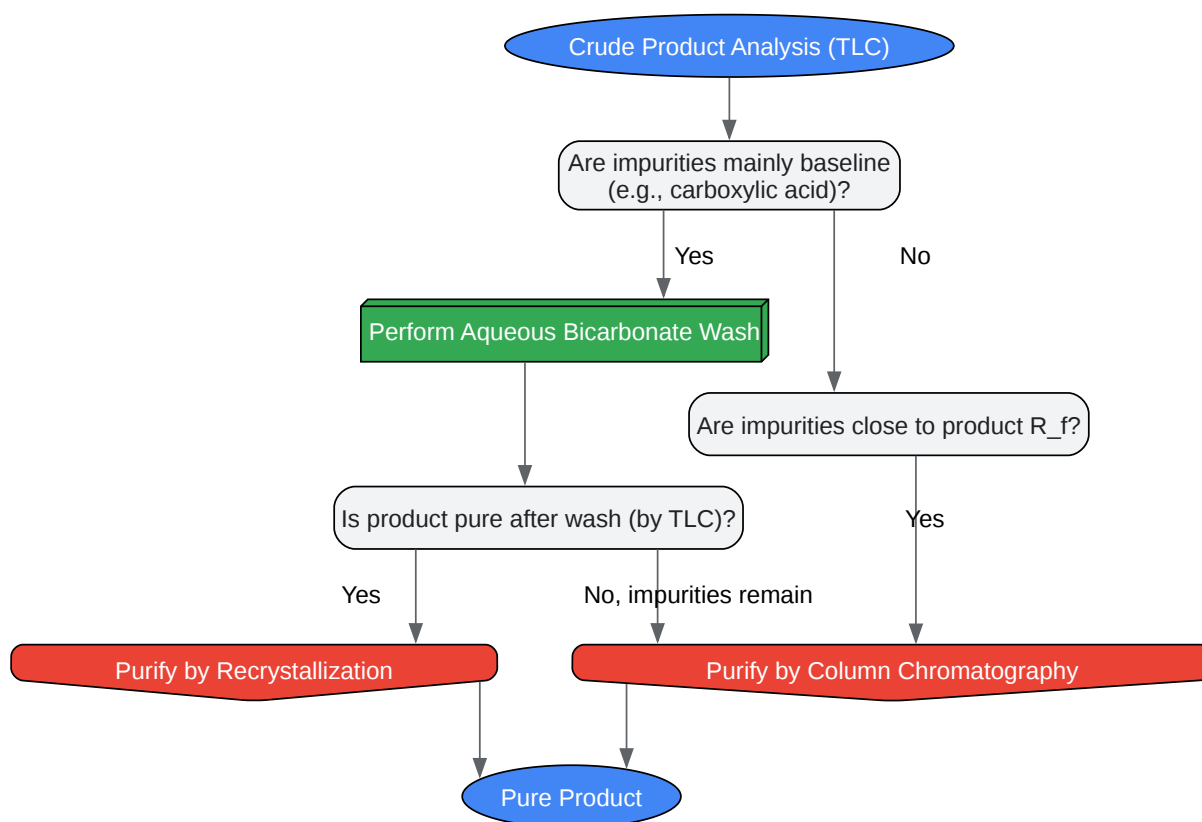 Crude Product Analysis (TLC)
Are impurities mainly baseline
(e.g., carboxylic acid)?
Yes
No
Perform Aqueous Bicarbonate Wash
Are impurities close to product R_f?
Is product pure after wash (by TLC)?
Yes
Yes
No, impurities remain
Purify by Recrystallization
Purify by Column Chromatography
Pure Product